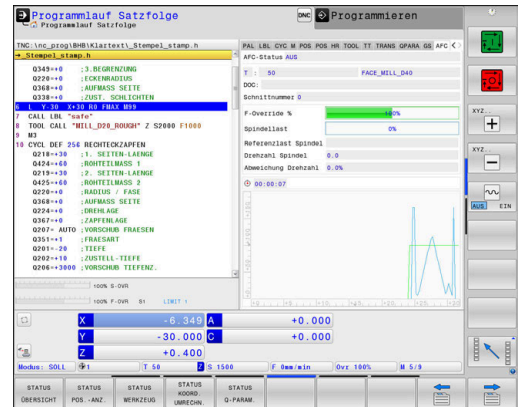 Programmlauf Satzfolge
Programmlauf Satzfolge
DNC
Programmieren
TNC:\nc_prog\BHB\Klartext\_Stempel_stamp.h
→_Stempel_stamp.h
Q349=+0 ;3.BEGRENZUNG
Q220=+0 ;ECKENRADIUS
Q368=+0 ;AUFMASS SEITE
Q338=+0 ;ZUST. SCHLICHTEN
6 L Y-30 X+30 R0 FMAX M99
7 CALL LBL "safe"
8 TOOL CALL "MILL_D20_ROUGH" Z S2000 F1000
9 M3
10 CYCL DEF 256 RECHTECKZAPFEN
Q218=+30 ;1. SEITEN-LAENGE
Q424=+60 ;ROHTEILMASS 1
Q219=+30 ;2. SEITEN-LAENGE
Q425=+60 ;ROHTEILMASS 2
Q220=+0 ;RADIUS / FASE
Q368=+0 ;AUFMASS SEITE
Q224=+0 ;DREHLAGE
Q367=+0 ;ZAPFENLAGE
Q207= AUTO ;VORSCHUB FRAESEN
Q351=+1 ;FRAESART
Q201=-20 ;TIEFE
Q202=+10 ;ZUSTELL-TIEFE
Q206=+3000 ;VORSCHUB TIEFENZ.
100% S-OVR
100% F-OVR S1 LIMIT 1
PAL LBL CYC M POS POS HR TOOL TT TRANS QPARA GS AFC
AFC-Status AUS
T : 50 FACE_MILL_D40
DOC:
Schnittnummer 0
F-Override % 100%
Spindellast 0%
Referenzlast Spindel
Drehzahl Spindel 0.0
Abweichung Drehzahl 0.0%
00:00:07
X -6.349 A +0.000
Y -30.000 C +0.000
Z +0.400
Modus: SOLL 1 T 50 Z S 1500 F 0mm/min Ovr 100% M 5/9
XYZ...
XYZ...
AUS EIN
STATUS ÜBERSICHT
STATUS POS.-ANZ.
STATUS WERKZEUG
STATUS KOORD. UMRECHN.
STATUS Q-PARAM.